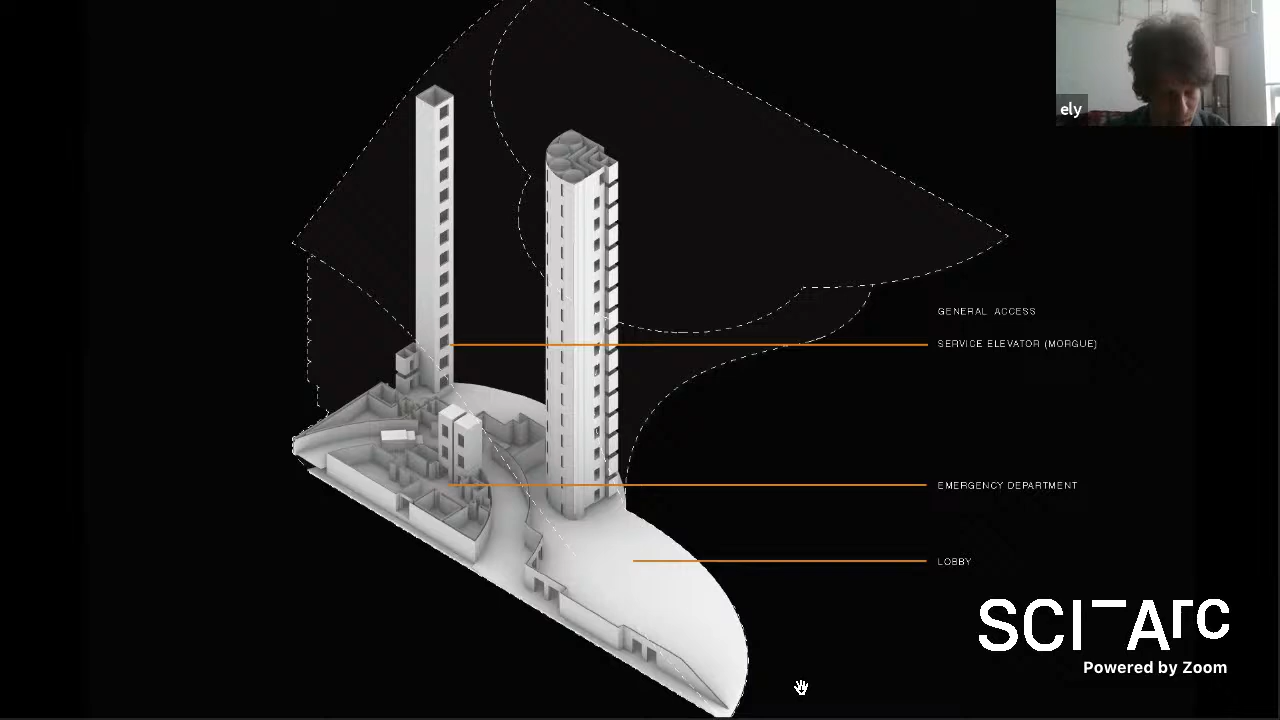 ely
GENERAL ACCESS
SERVICE ELEVATOR (MORGUE)
EMERGENCY DEPARTMENT
LOBBY
SCI-Arc
Powered by Zoom